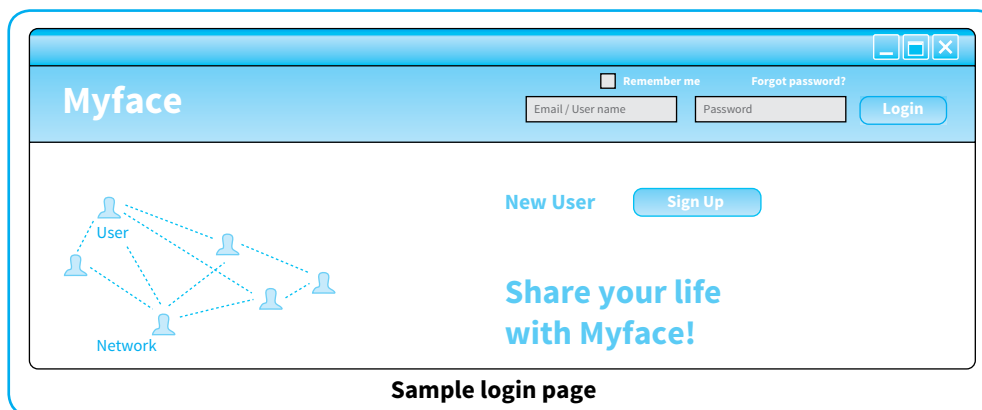 Myface
Remember me
Forgot password?
Email / User name
Password
Login
User
Network
New User
Sign Up
Share your life
with Myface!
Sample login page